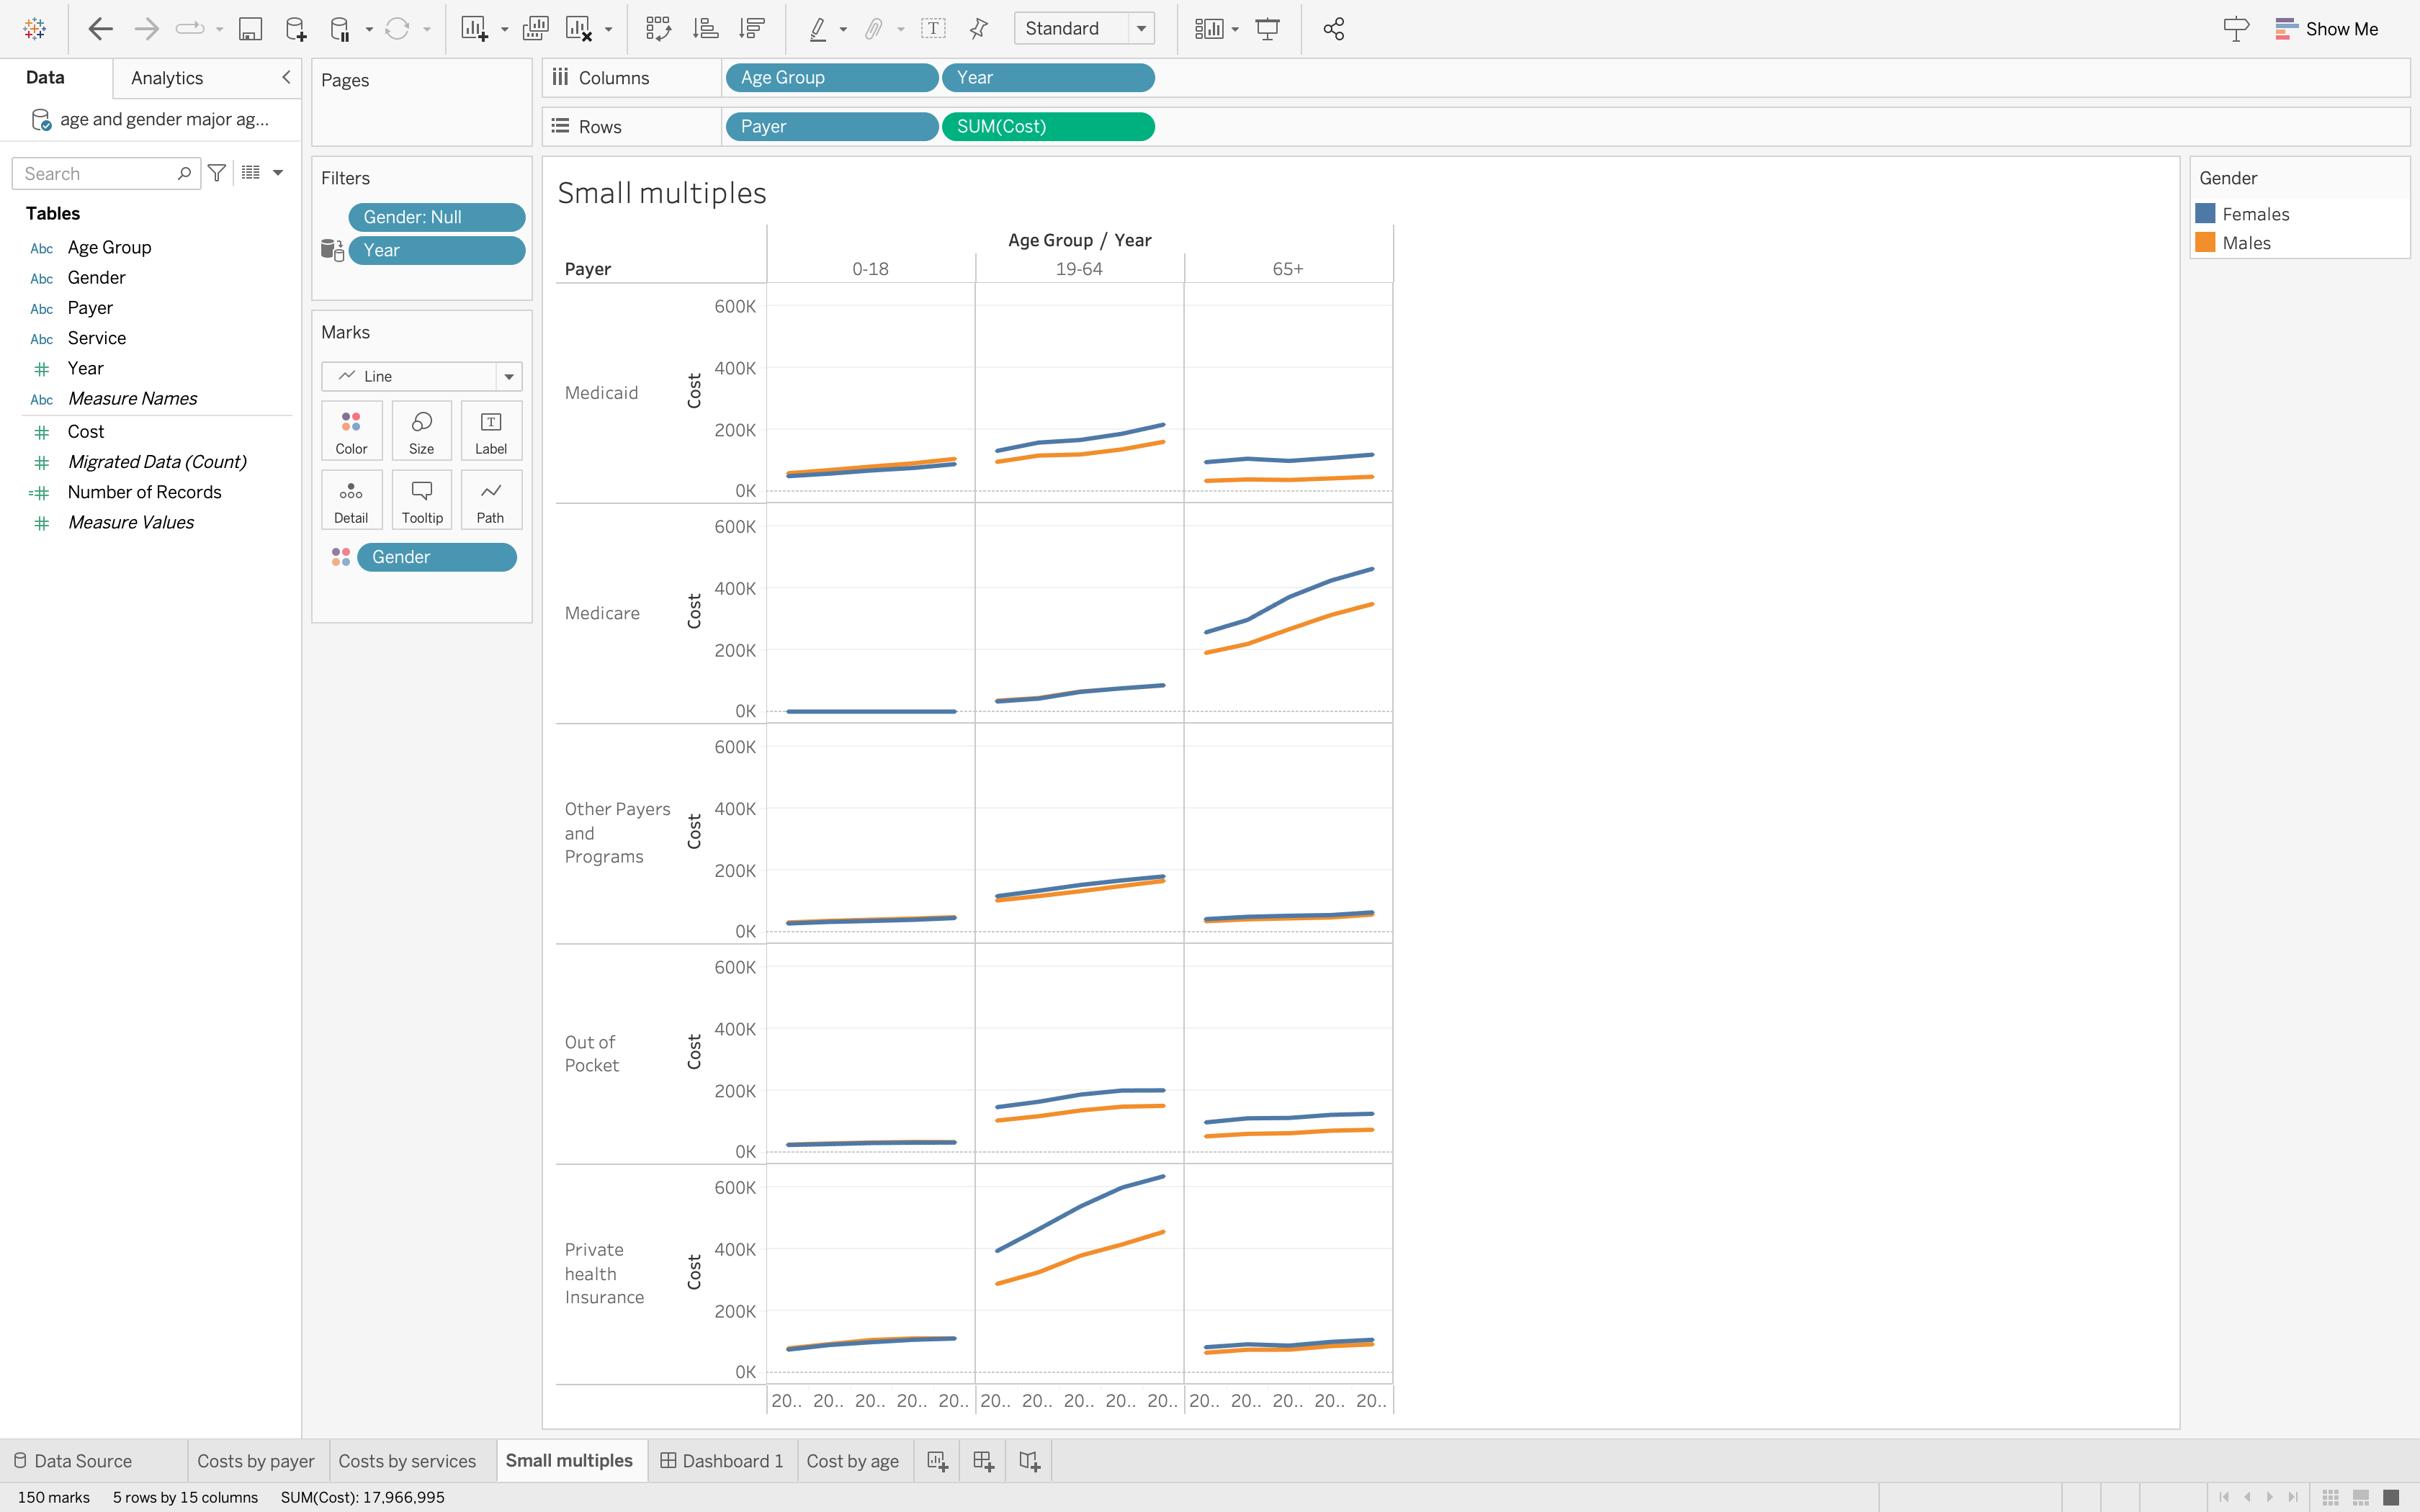 Standard
Show Me
Data
Analytics
age and gender major ag...
Search
Tables
Abc Age Group
Abc Gender
Abc Payer
Abc Service
Year
Abc Measure Names
Cost
Migrated Data (Count)
Number of Records
Measure Values
Pages
Filters
Gender: Null
Year
Marks
Line
Color
Size
Label
Detail
Tooltip
Path
Gender
Columns
Age Group
Year
Rows
Payer
SUM(Cost)
Small multiples
Age Group / Year
Payer
0-18
19-64
65+
Medicaid
Cost
600K
400K
200K
0K
Medicare
Cost
600K
400K
200K
0K
Other Payers
and
Programs
Cost
600K
400K
200K
0K
Out of
Pocket
Cost
600K
400K
200K
0K
Private
health
Insurance
Cost
600K
400K
200K
0K
20.. 20.. 20.. 20.. 20.. 20.. 20.. 20.. 20.. 20.. 20.. 20.. 20.. 20.. 20..
Gender
Females
Males
Data Source
Costs by payer
Costs by services
Small multiples
Dashboard 1
Cost by age
150 marks
5 rows by 15 columns
SUM(Cost): 17,966,995